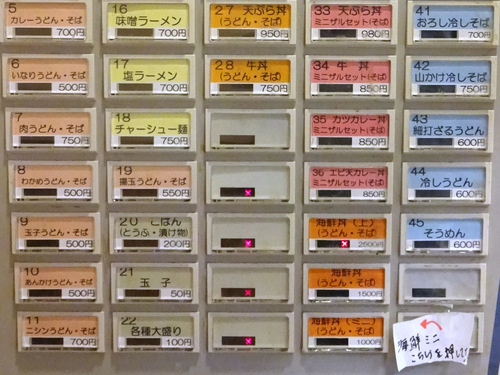 5
カレーうどん・そば
700円
6
いなりうどん・そば
500円
7
肉うどん・そば
750円
8
わかめうどん・そば
500円
9
玉子うどん・そば
500円
10
あんかけうどん・そば
500円
11
ニシンうどん・そば
700円
16
味噌ラーメン
700円
17
塩ラーメン
700円
18
チャーシュー麺
750円
19
揚玉うどん・そば
550円
20 ごはん
(とうふ・漬け物)
200円
21
玉子
50円
22
各種大盛り
100円
27 天ぷら丼
(うどん・そば)
950円
28 牛丼
(うどん・そば)
750円
33 天ぷら丼
ミニザルセット(そば)
980円
34 牛丼
ミニザルセット(そば)
850円
35 カツカレー丼
ミニザルセット(そば)
850円
36 エビ天カレー丼
ミニザルセット(そば)
850円
海鮮丼(上)
(うどん・そば)
2500円
海鮮丼
(うどん・そば)
1500円
海鮮丼(ミニ)
(うどん・そば)
1000円
41
おろし冷しそば
700円
42
山かけ冷しそば
750円
43
細打ざるうどん
600円
44
冷しうどん
600円
45
そうめん
600円
海鮮ミニ
こちらを押して!